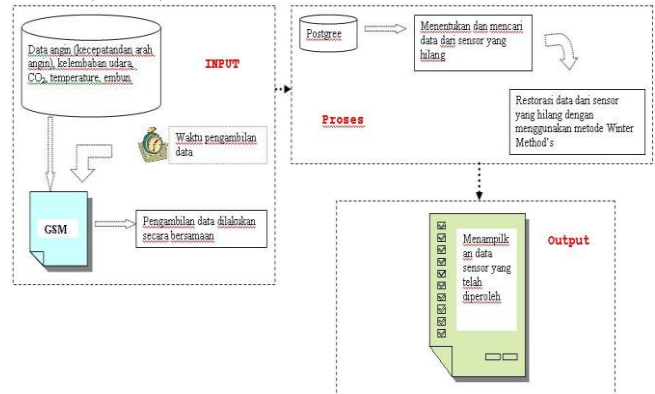 Data angin (kecepatandan arah
angin), kelembaban udara,
CO₂, temperature, embun
INPUT
Waktu pengambilan
data
GSM
Pengambilan data dilakukan
secara bersamaan
Postgree
Menentukan dan mencari
data dari sensor yang
hilang
Proses
Restorasi data dari sensor
yang hilang dengan
menggunakan metode Winter
Method's
Menampilk
an data
sensor yang
telah
diperoleh
Output